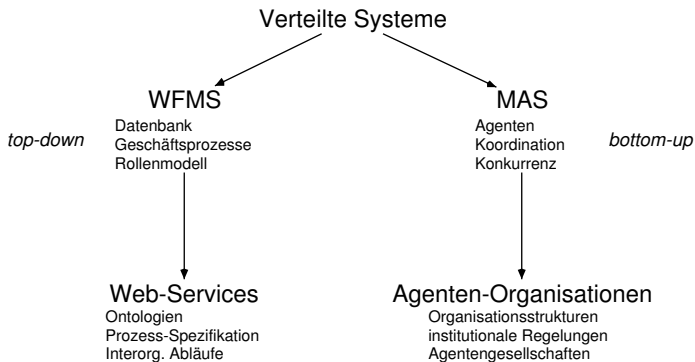 Verteilte Systeme
WFMS
Datenbank
Geschäftsprozesse
Rollenmodell
top-down
MAS
Agenten
Koordination
Konkurrenz
bottom-up
Web-Services
Ontologien
Prozess-Spezifikation
Interorg. Abläufe
Agenten-Organisationen
Organisationsstrukturen
institutionale Regelungen
Agentengesellschaften